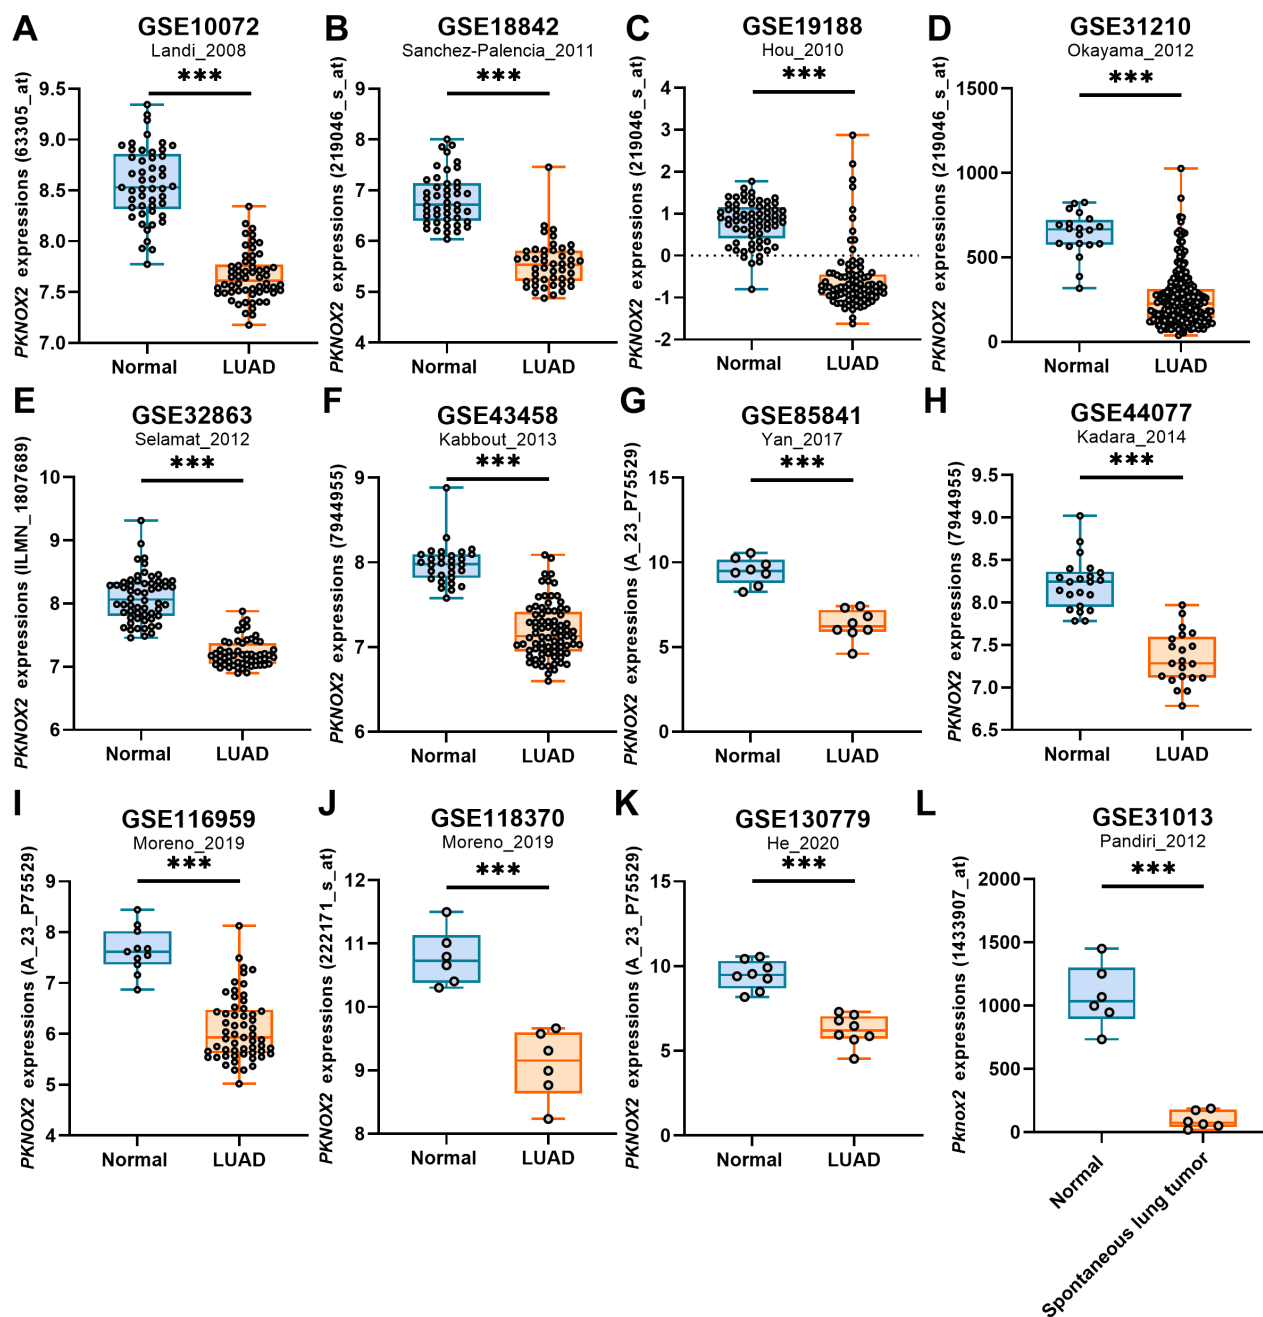 A
GSE10072
Landi_2008
***
PKNOX2 expressions (63305_at)
9.5
9.0
8.5
8.0
7.5
7.0
Normal LUAD
B
GSE18842
Sanchez-Palencia_2011
***
PKNOX2 expressions (219046_s_at)
9
8
7
6
5
4
Normal LUAD
C
GSE19188
Hou_2010
***
PKNOX2 expressions (219046_s_at)
4
3
2
1
0
-1
-2
Normal LUAD
D
GSE31210
Okayama_2012
***
PKNOX2 expressions (219046_s_at)
1500
1000
500
0
Normal LUAD
E
GSE32863
Selamat_2012
***
PKNOX2 expressions (ILMN_1807689)
10
9
8
7
6
Normal LUAD
F
GSE43458
Kabbout_2013
***
PKNOX2 expressions (7944955)
9
8
7
6
Normal LUAD
G
GSE85841
Yan_2017
***
PKNOX2 expressions (A_23_P75529)
15
10
5
0
Normal LUAD
H
GSE44077
Kadara_2014
***
PKNOX2 expressions (7944955)
9.5
9.0
8.5
8.0
7.5
7.0
6.5
Normal LUAD
I
GSE116959
Moreno_2019
***
PKNOX2 expressions (A_23_P75529)
9
8
7
6
5
4
Normal LUAD
J
GSE118370
Moreno_2019
***
PKNOX2 expressions (222171_s_at)
12
11
10
9
8
Normal LUAD
K
GSE130779
He_2020
***
PKNOX2 expressions (A_23_P75529)
15
10
5
0
Normal LUAD
L
GSE31013
Pandiri_2012
***
Pknox2 expressions (1433907_at)
2000
1500
1000
500
0
Normal
Spontaneous lung tumor